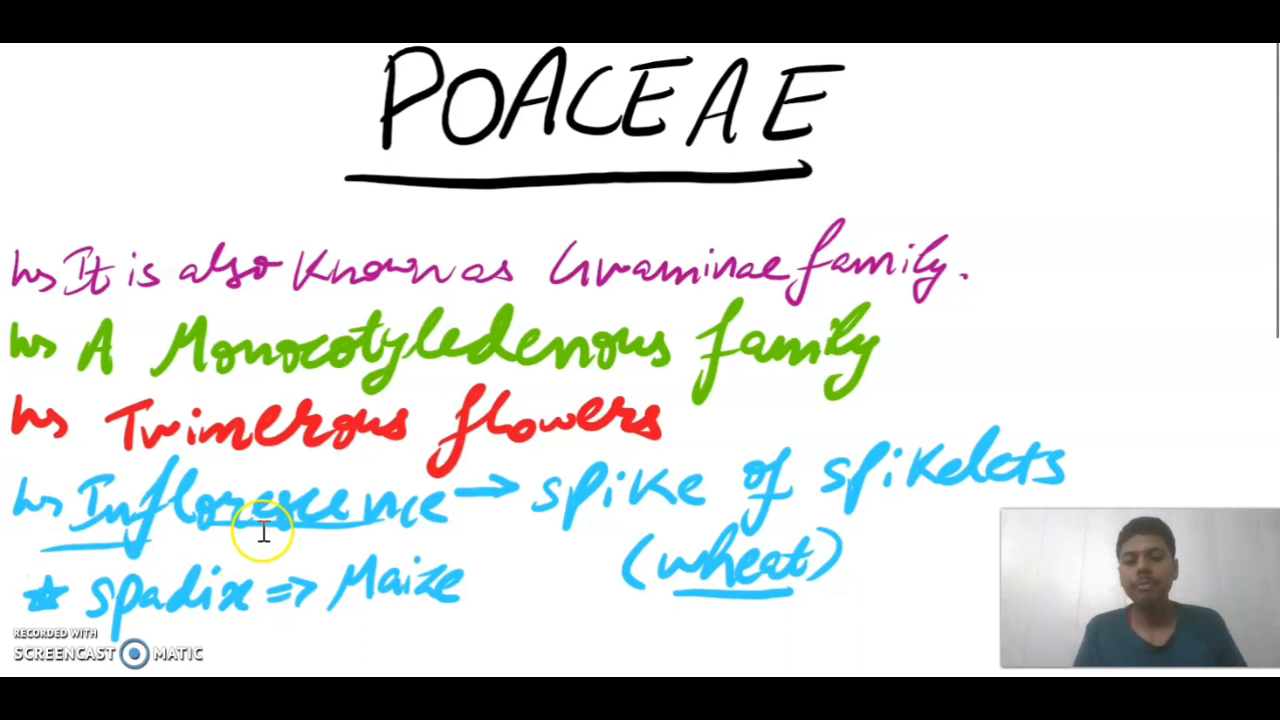 POACEAE
↳ It is also known as Graminae family.
↳ A Monocotyledenous family
↳ Trimerous flowers
↳ Inflorescence → spike of spikelets
(wheat)
★ spadix => Maize
RECORDED WITH
SCREENCAST MATIC